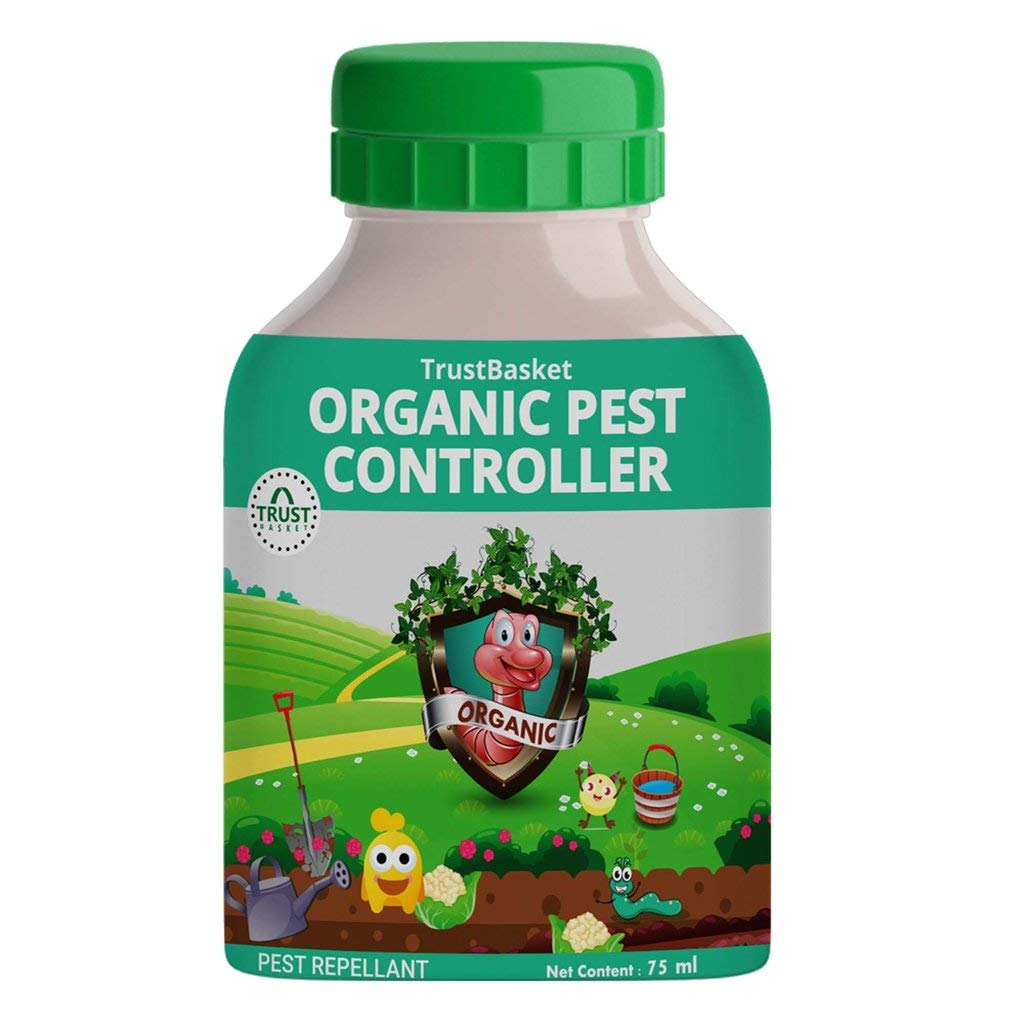 TrustBasket
ORGANIC PEST
CONTROLLER
TRUST
BASKET
ORGANIC
PEST REPELLANT
Net Content : 75 ml